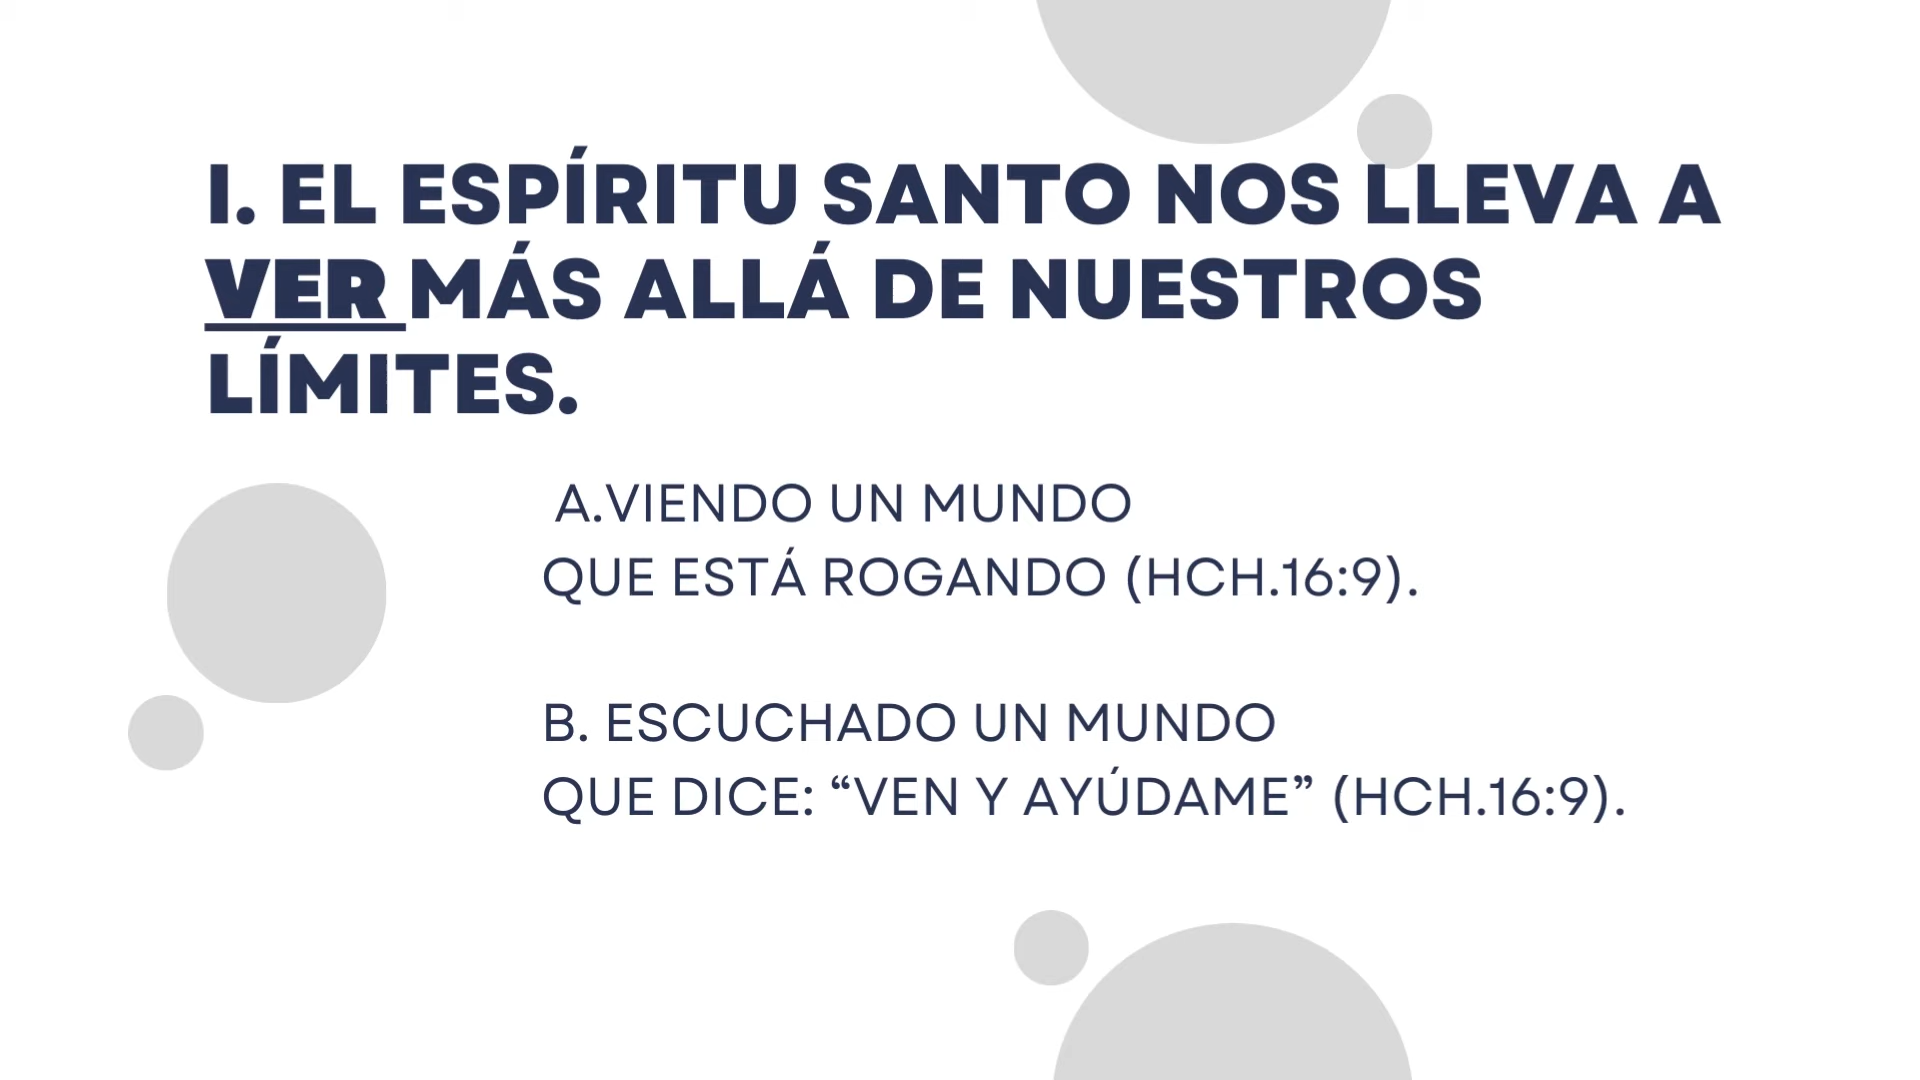 I. EL ESPÍRITU SANTO NOS LLEVA A
VER MÁS ALLÁ DE NUESTROS
LÍMITES.
A.VIENDO UN MUNDO
QUE ESTÁ ROGANDO (HCH.16:9).
B. ESCUCHADO UN MUNDO
QUE DICE: “VEN Y AYÚDAME” (HCH.16:9).